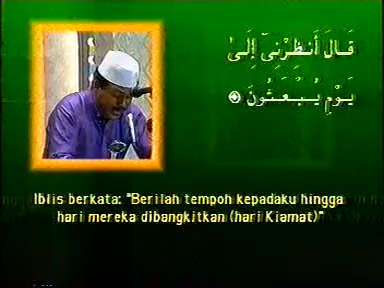 قَالَ أَنظِرْنِىٓ إِلَىٰ
يَوْمِ يُبْعَثُونَ
Iblis berkata: "Berilah tempoh kepadaku hingga
hari mereka dibangkitkan (hari Kiamat)"